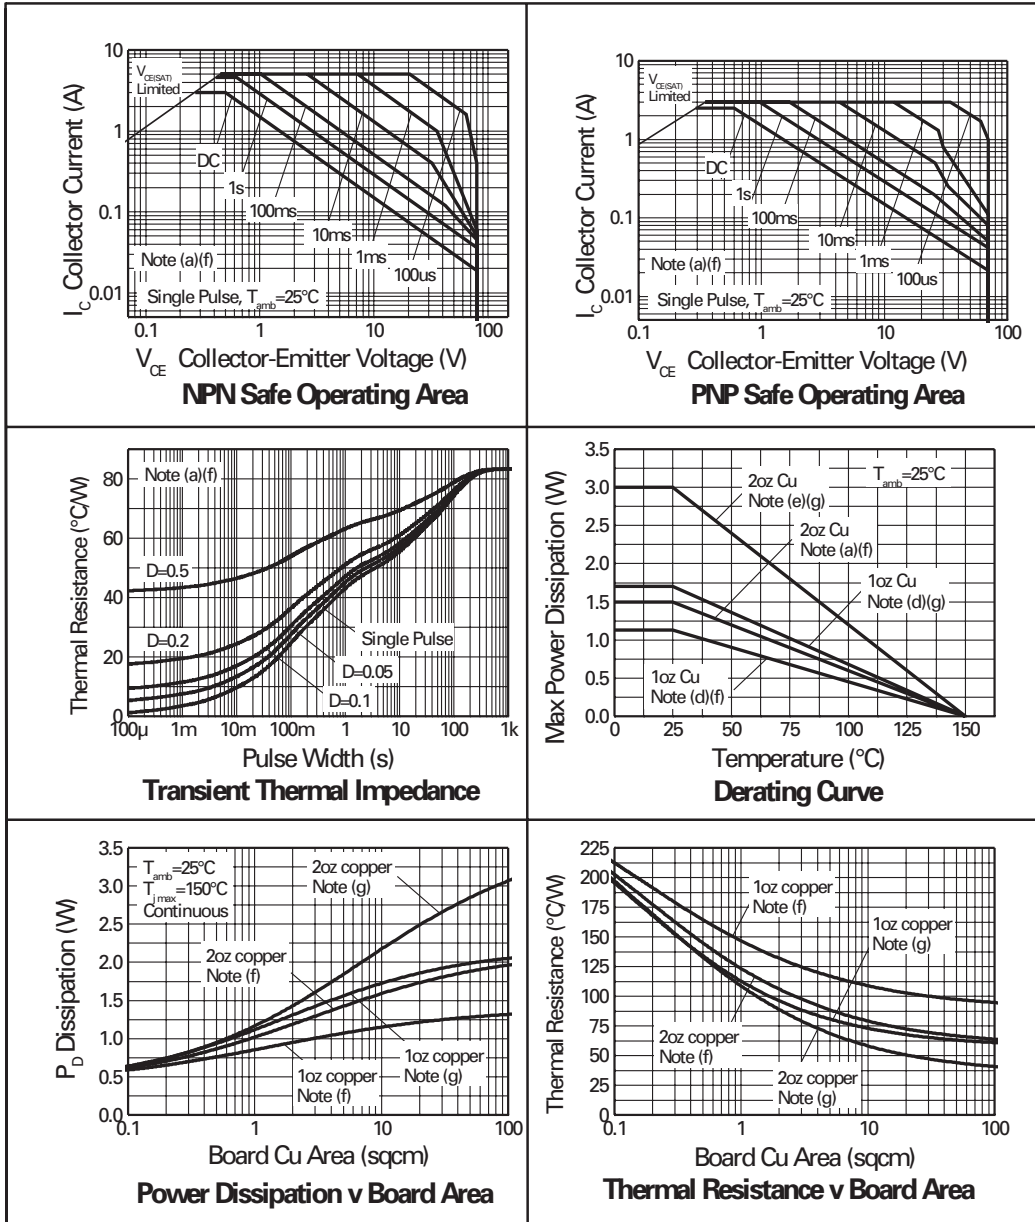 10
1
0.1
0.01
V CE(SAT)
Limited
DC
1s
100ms
10ms
1ms
100us
Note (a)(f)
Single Pulse, Tamb=25°C
0.1 1 10 100
IC Collector Current (A)
VCE Collector-Emitter Voltage (V)
NPN Safe Operating Area
10
1
0.1
0.01
V CE(SAT)
Limited
DC
1s
100ms
10ms
1ms
100us
Note (a)(f)
Single Pulse, Tamb=25°C
0.1 1 10 100
IC Collector Current (A)
VCE Collector-Emitter Voltage (V)
PNP Safe Operating Area
80
60
40
20
0
Note (a)(f)
D=0.5
D=0.2
Single Pulse
D=0.05
D=0.1
100µ 1m 10m 100m 1 10 100 1k
Thermal Resistance (°C/W)
Pulse Width (s)
Transient Thermal Impedance
3.5
3.0
2.5
2.0
1.5
1.0
0.5
0.0
Tamb=25°C
2oz Cu
Note (e)(g)
2oz Cu
Note (a)(f)
1oz Cu
Note (d)(g)
1oz Cu
Note (d)(f)
0 25 50 75 100 125 150
Max Power Dissipation (W)
Temperature (°C)
Derating Curve
3.5
3.0
2.5
2.0
1.5
1.0
0.5
0.0
Tamb=25°C
Tj max=150°C
Continuous
2oz copper
Note (g)
2oz copper
Note (f)
1oz copper
Note (g)
1oz copper
Note (f)
0.1 1 10 100
PD Dissipation (W)
Board Cu Area (sqcm)
Power Dissipation v Board Area
225
200
175
150
125
100
75
50
25
0
1oz copper
Note (f)
1oz copper
Note (g)
2oz copper
Note (f)
2oz copper
Note (g)
0.1 1 10 100
Thermal Resistance (°C/W)
Board Cu Area (sqcm)
Thermal Resistance v Board Area